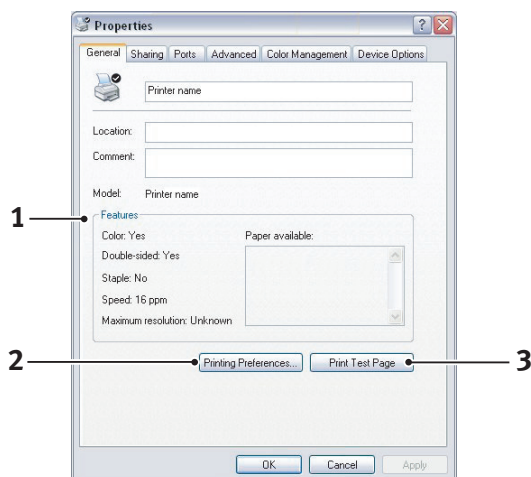 Properties
General Sharing Ports Advanced Color Management Device Options
Printer name
Location:
Comment:
Model: Printer name
1
Features
Color: Yes Paper available:
Double-sided: Yes
Staple: No
Speed: 16 ppm
Maximum resolution: Unknown
2 Printing Preferences... Print Test Page 3
OK Cancel Apply